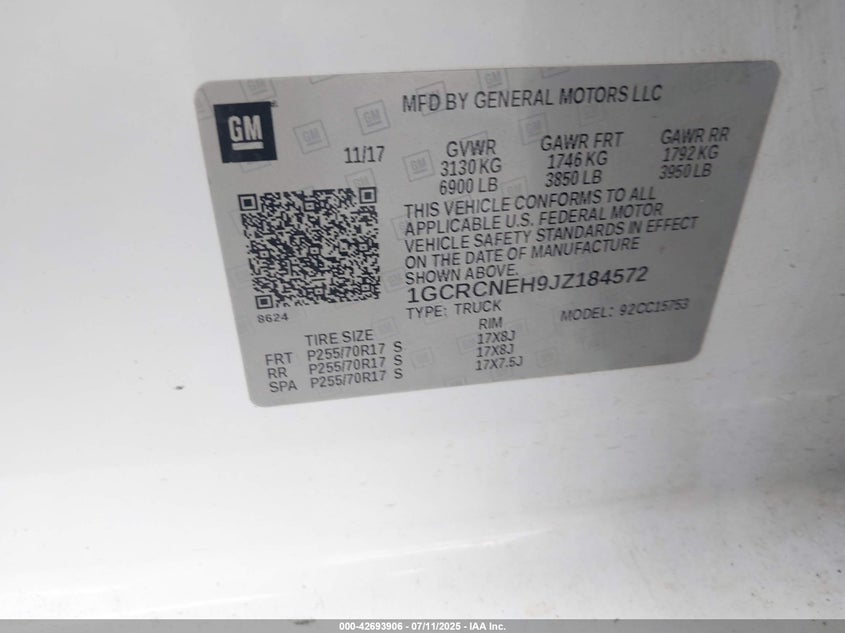 GM
MFD BY GENERAL MOTORS LLC
11/17
GVWR GAWR FRT GAWR RR
3130 KG 1746 KG 1792 KG
6900 LB 3850 LB 3950 LB
THIS VEHICLE CONFORMS TO ALL
APPLICABLE U.S. FEDERAL MOTOR
VEHICLE SAFETY STANDARDS IN EFFECT
ON THE DATE OF MANUFACTURE
SHOWN ABOVE.
1GCRCNEH9JZ184572
TYPE: TRUCK MODEL: 92CC15753
8624
TIRE SIZE RIM
FRT P255/70R17 S 17X8J
RR P255/70R17 S 17X8J
SPA P255/70R17 S 17X7.5J
000-42693906 - 07/11/2025 - IAA Inc.